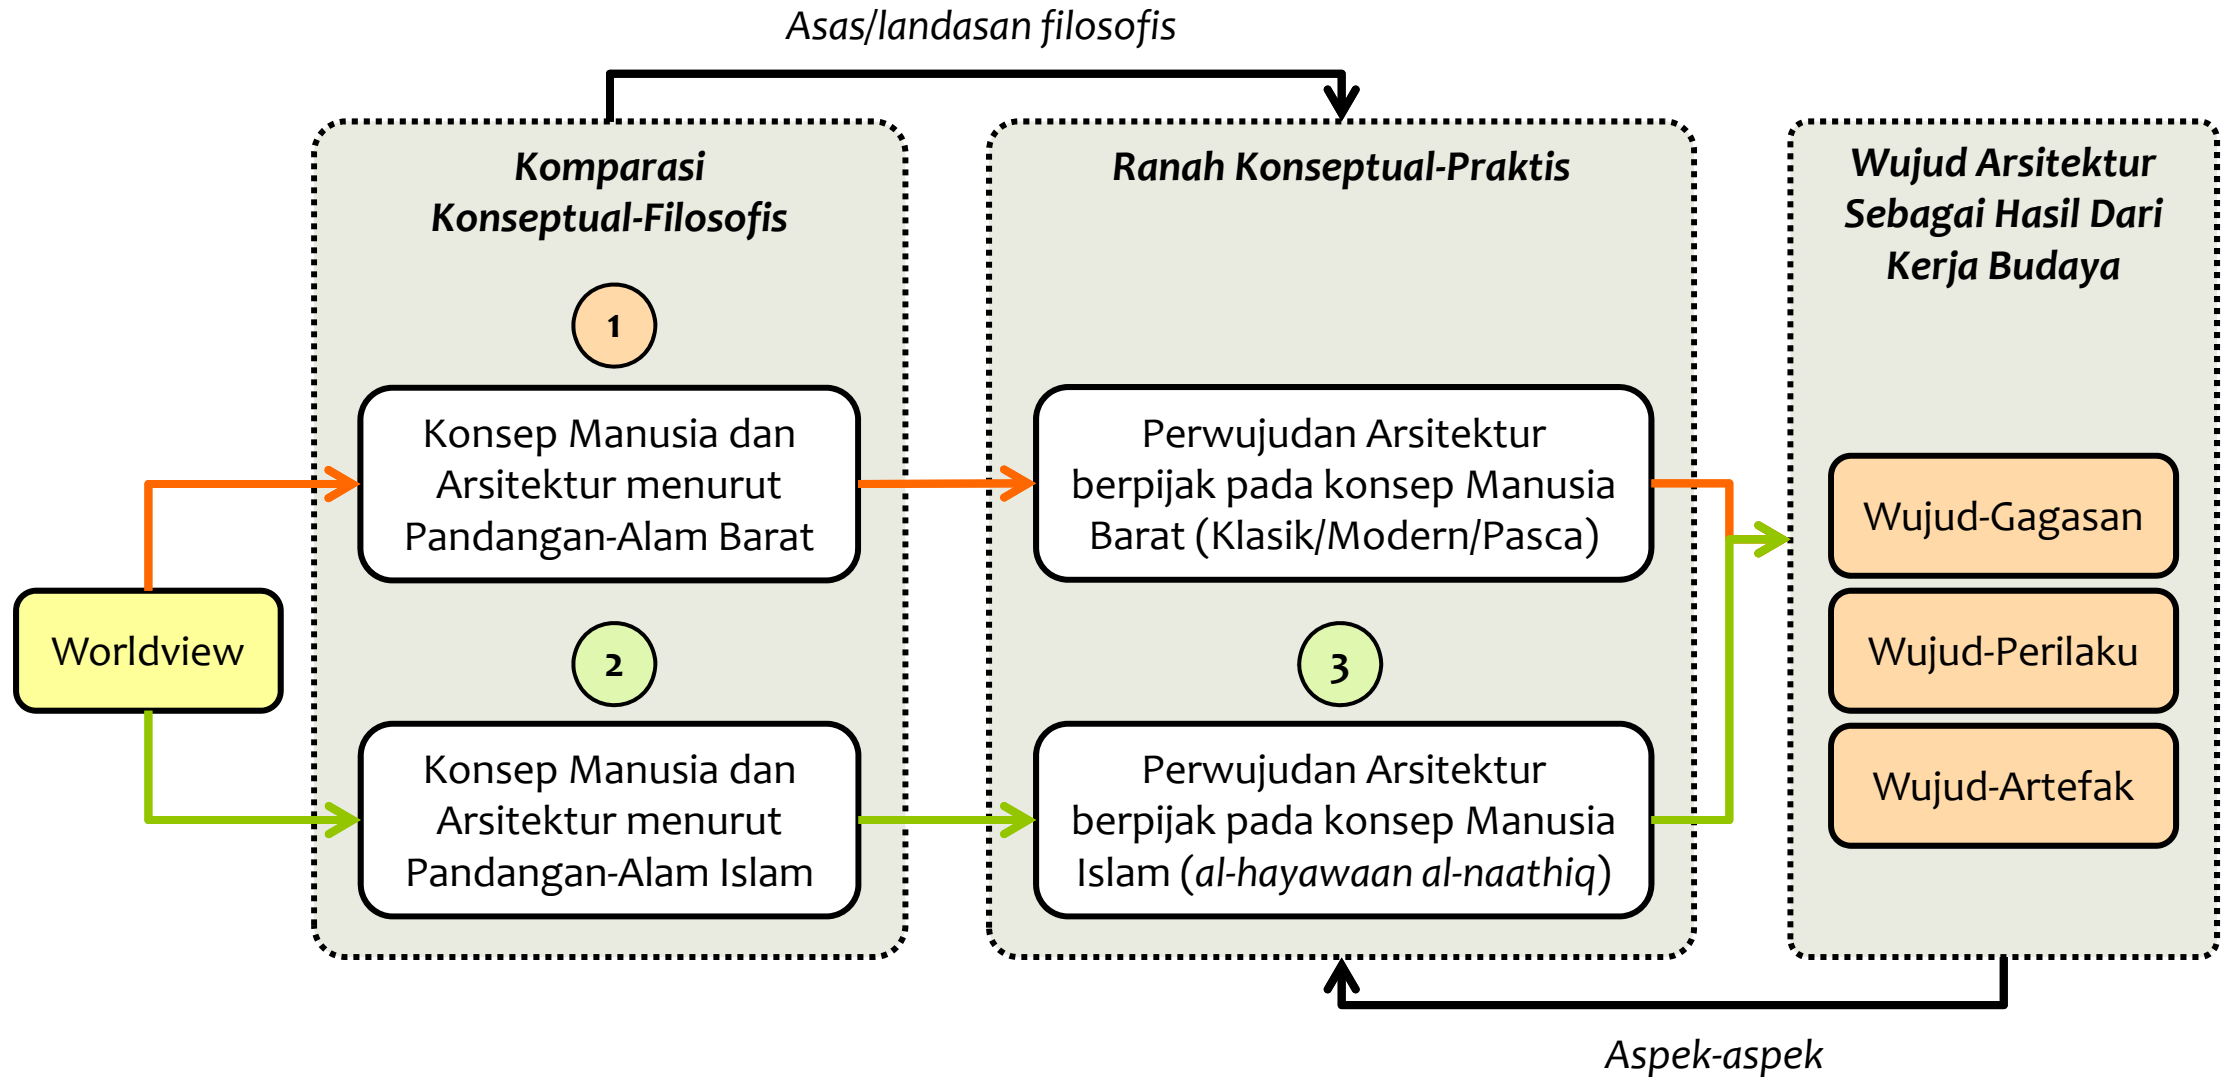 Asas/landasan filosofis
Komparasi
Konseptual-Filosofis
1
Konsep Manusia dan
Arsitektur menurut
Pandangan-Alam Barat
Worldview
2
Konsep Manusia dan
Arsitektur menurut
Pandangan-Alam Islam
Ranah Konseptual-Praktis
Perwujudan Arsitektur
berpijak pada konsep Manusia
Barat (Klasik/Modern/Pasca)
3
Perwujudan Arsitektur
berpijak pada konsep Manusia
Islam (al-hayawaan al-naathiq)
Wujud Arsitektur
Sebagai Hasil Dari
Kerja Budaya
Wujud-Gagasan
Wujud-Perilaku
Wujud-Artefak
Aspek-aspek